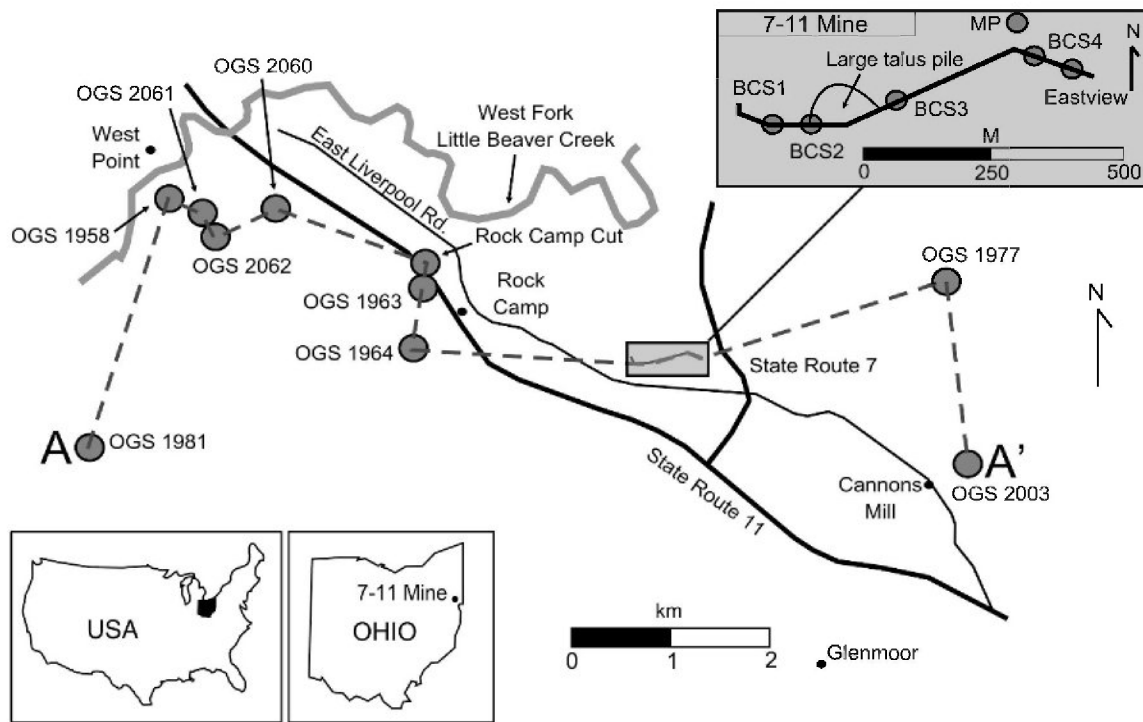 7-11 Mine
MP
BCS4
N
BCS1
Large talus pile
BCS3
Eastview
BCS2
M
0
250
500
OGS 2060
OGS 2061
West
Point
East Liverpool Rd.
West Fork
Little Beaver Creek
OGS 1958
OGS 2062
Rock Camp Cut
OGS 1977
OGS 1963
Rock
Camp
N
OGS 1964
State Route 7
A
OGS 1981
A’
OGS 2003
State Route 11
Cannons
Mill
USA
7-11 Mine
OHIO
km
0
1
2
Glenmoor